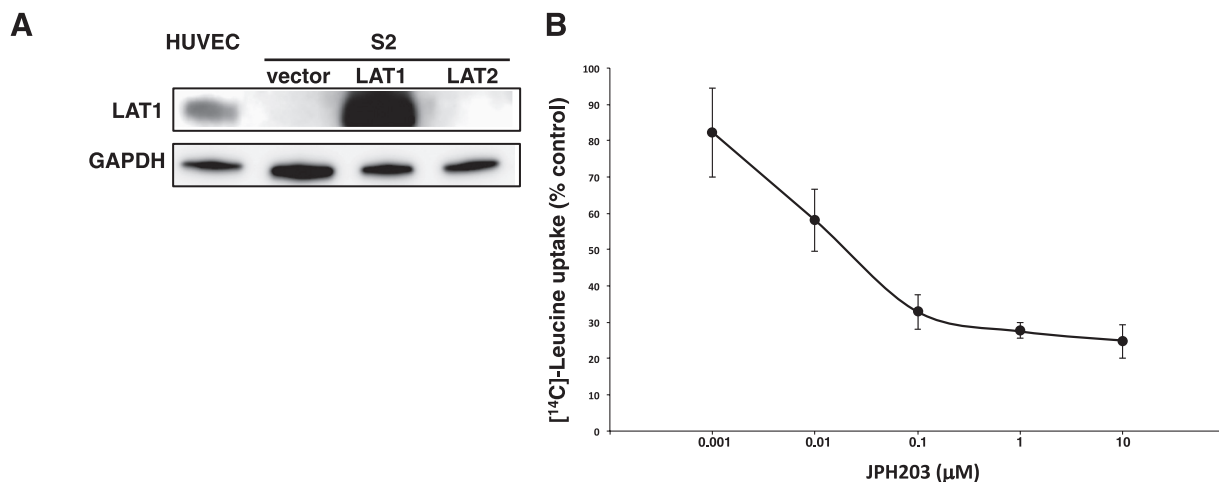 A
HUVEC
S2
vector LAT1 LAT2
LAT1
GAPDH
B
[¹⁴C]-Leucine uptake (% control)
100
90
80
70
60
50
40
30
20
10
0
0.001 0.01 0.1 1 10
JPH203 (μM)